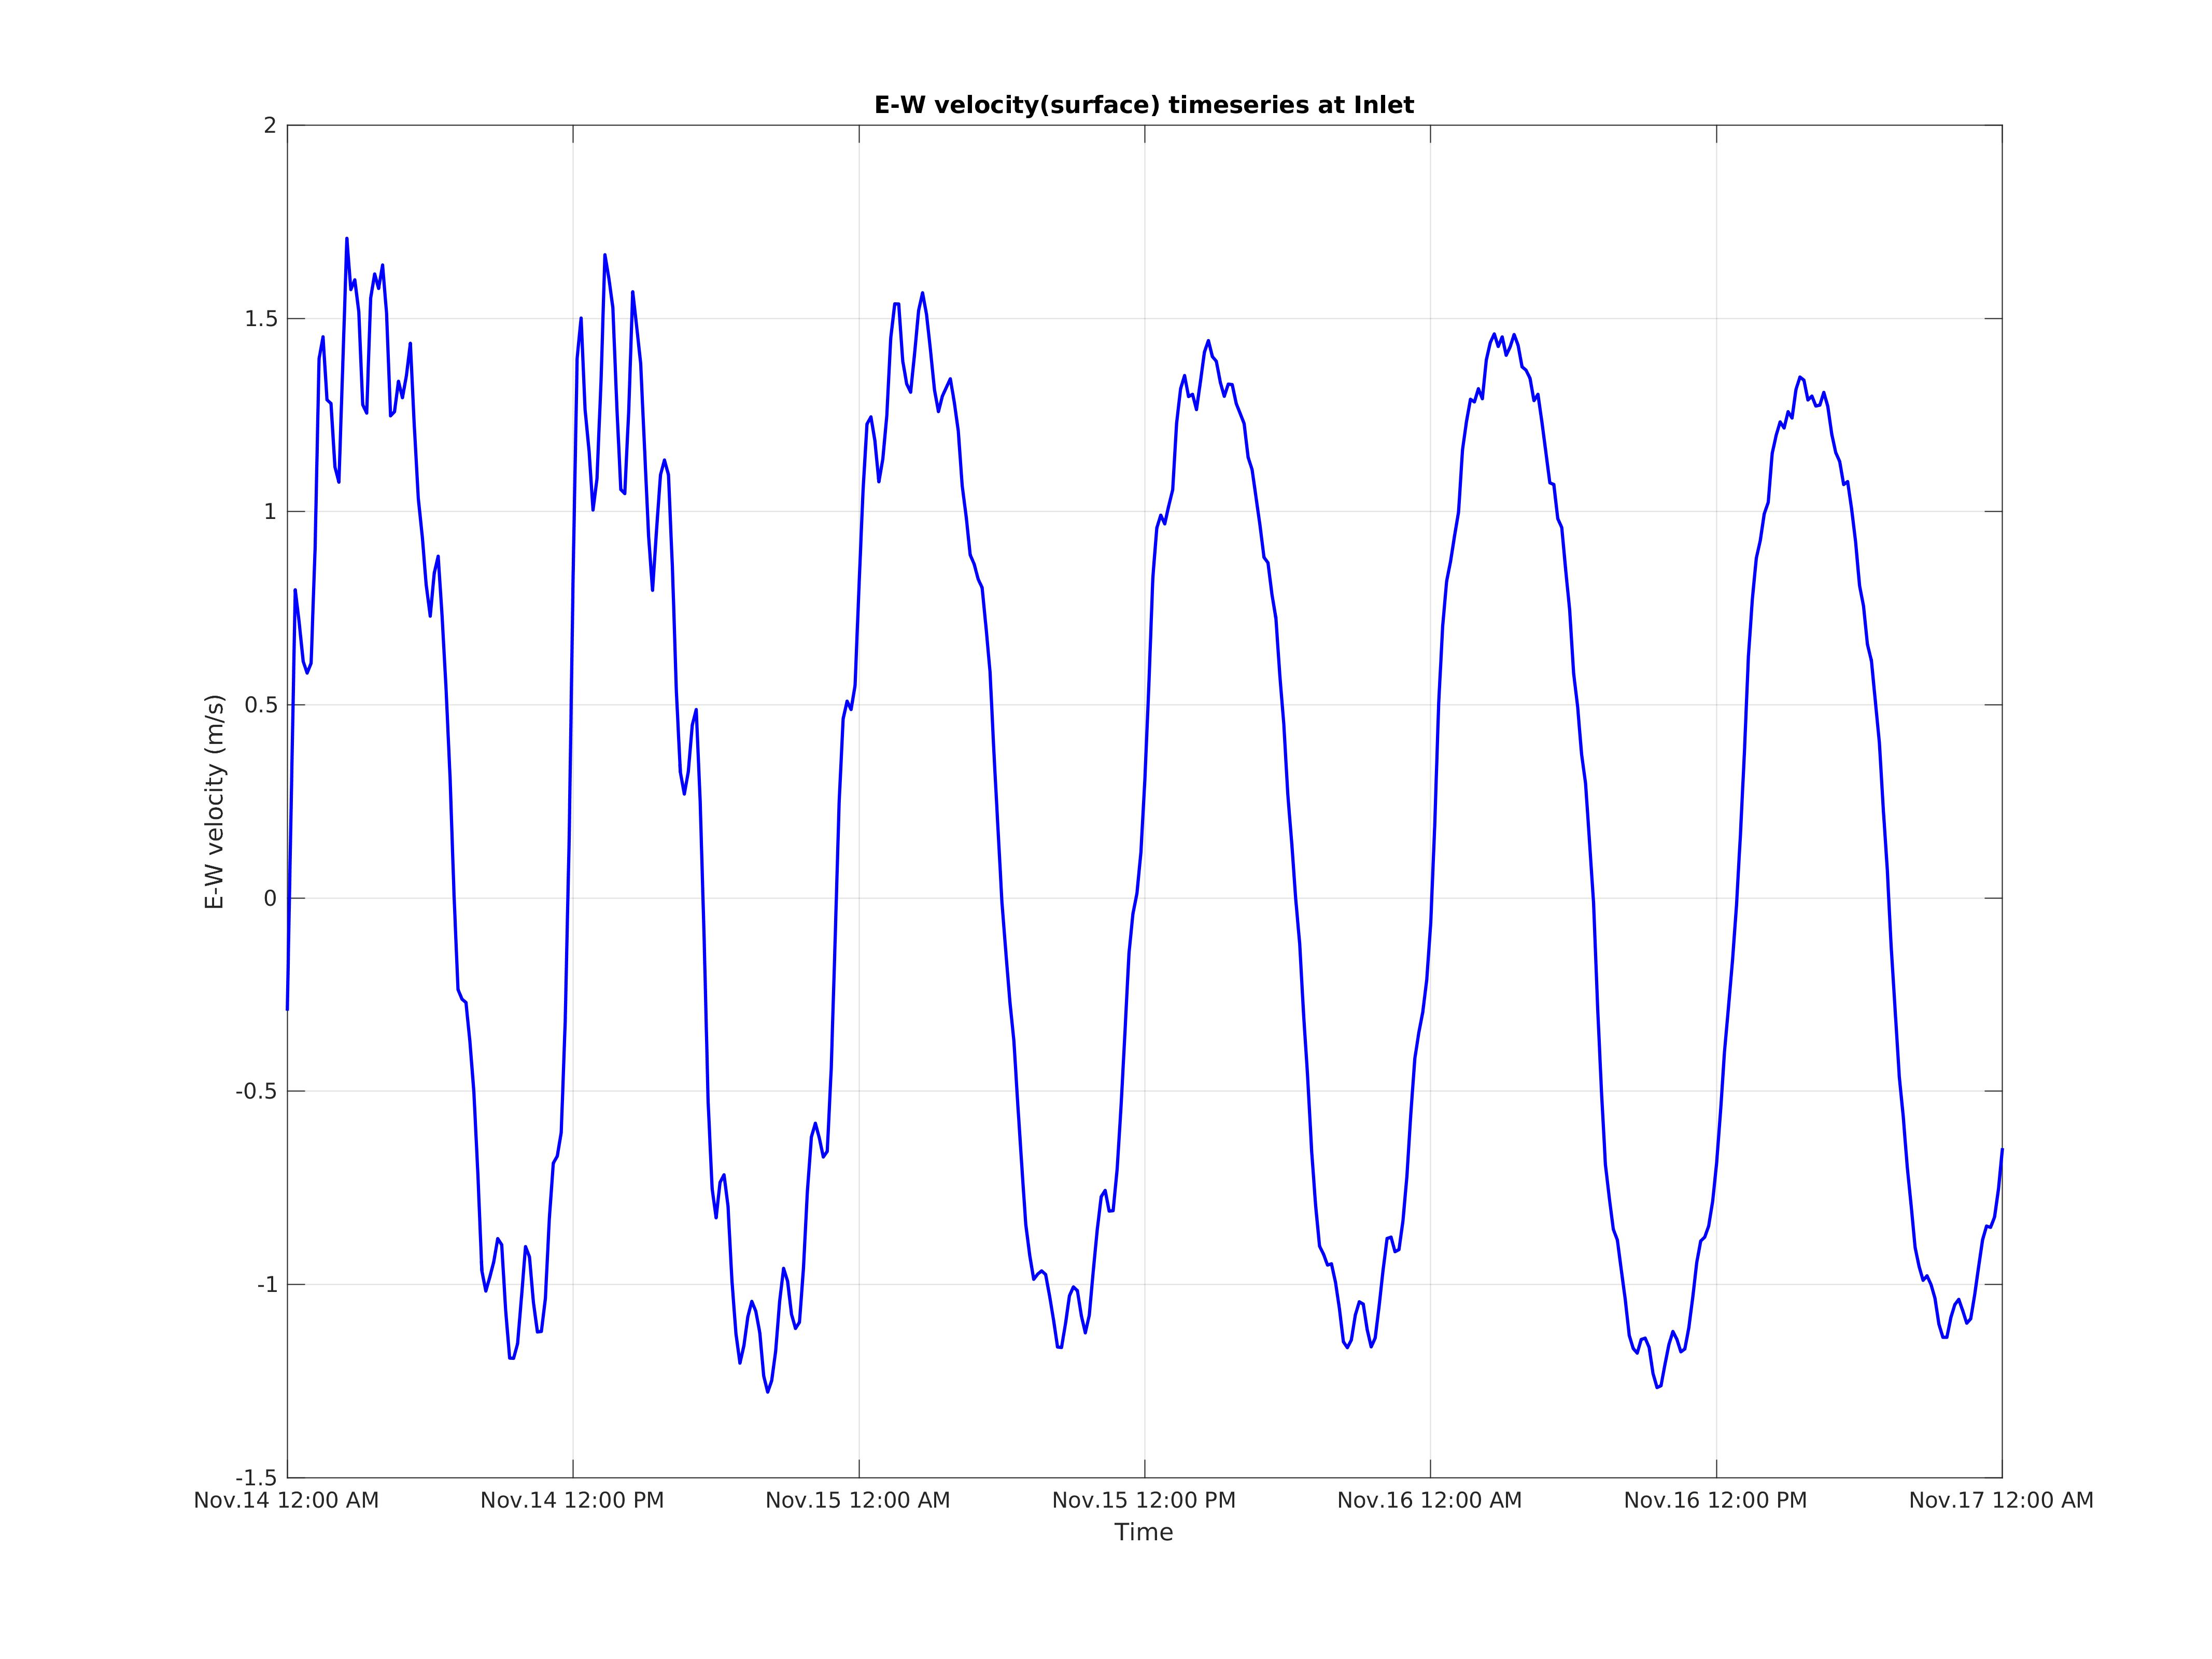 E-W velocity(surface) timeseries at Inlet
2
1.5
1
0.5
0
-0.5
-1
-1.5
E-W velocity (m/s)
Nov.14 12:00 AM Nov.14 12:00 PM Nov.15 12:00 AM Nov.15 12:00 PM Nov.16 12:00 AM Nov.16 12:00 PM Nov.17 12:00 AM
Time